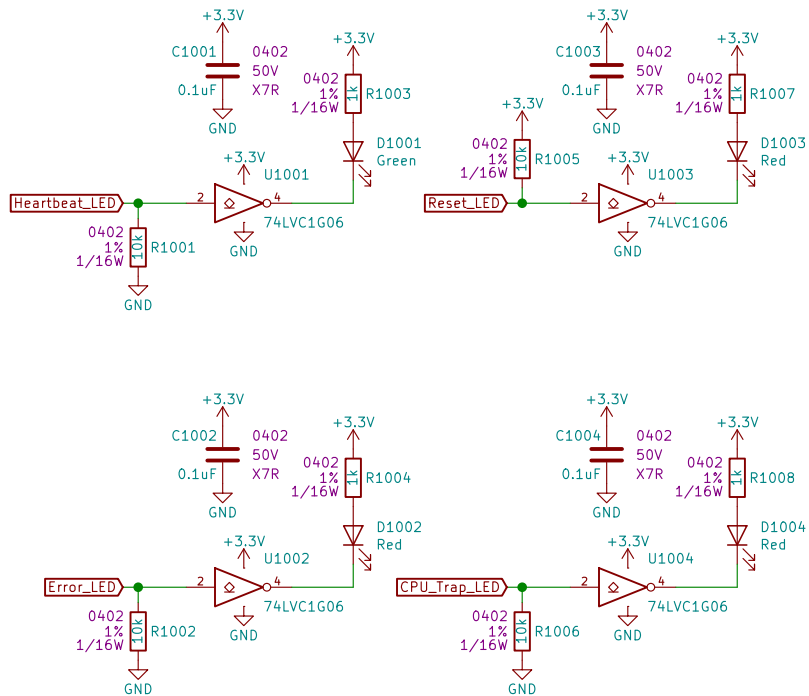 +3.3V
C1001
0402
50V
X7R
0.1uF
GND
+3.3V
0402
1%
1/16W
1k
R1003
D1001
Green
+3.3V
U1001
Heartbeat_LED
2
4
74LVC1G06
GND
0402
1%
1/16W
10k
R1001
GND
+3.3V
C1003
0402
50V
X7R
0.1uF
GND
+3.3V
0402
1%
1/16W
1k
R1007
D1003
Red
+3.3V
0402
1%
1/16W
10k
R1005
+3.3V
U1003
Reset_LED
2
4
74LVC1G06
GND
+3.3V
C1002
0402
50V
X7R
0.1uF
GND
+3.3V
0402
1%
1/16W
1k
R1004
D1002
Red
+3.3V
U1002
Error_LED
2
4
74LVC1G06
GND
0402
1%
1/16W
10k
R1002
GND
+3.3V
C1004
0402
50V
X7R
0.1uF
GND
+3.3V
0402
1%
1/16W
1k
R1008
D1004
Red
+3.3V
U1004
CPU_Trap_LED
2
4
74LVC1G06
GND
0402
1%
1/16W
10k
R1006
GND